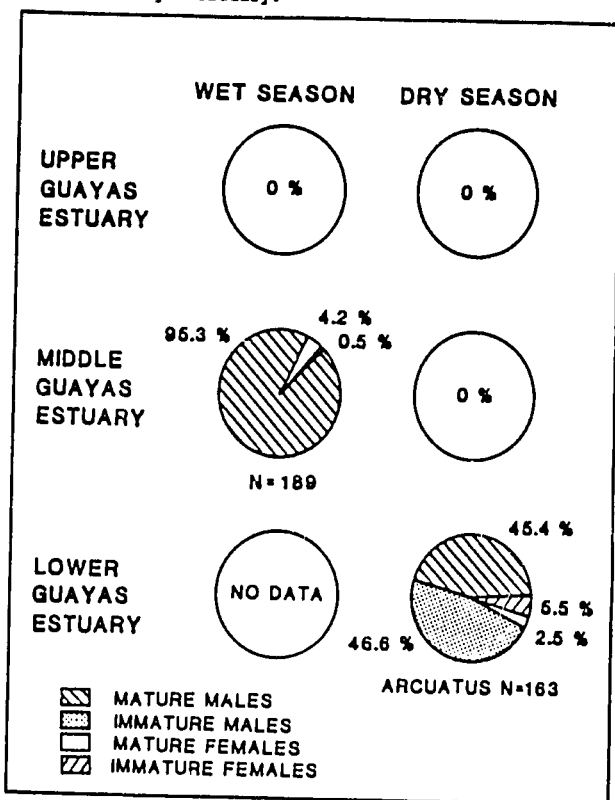 WET SEASON DRY SEASON
UPPER
GUAYAS
ESTUARY
0 %
0 %
MIDDLE
GUAYAS
ESTUARY
95.3 %
4.2 %
0.5 %
N=189
0 %
LOWER
GUAYAS
ESTUARY
NO DATA
45.4 %
5.5 %
2.5 %
46.6 %
ARCUATUS N=163
MATURE MALES
IMMATURE MALES
MATURE FEMALES
IMMATURE FEMALES